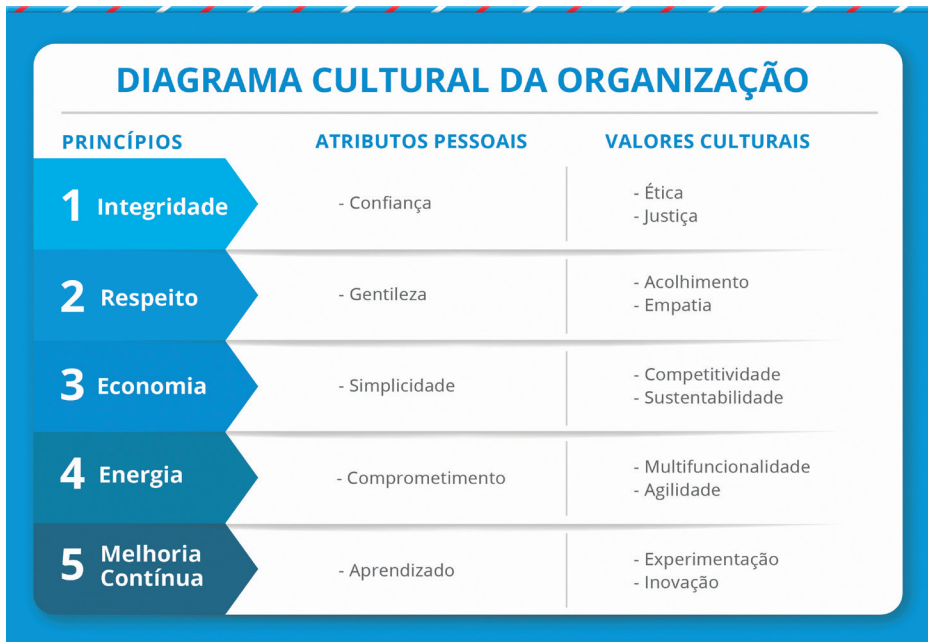 DIAGRAMA CULTURAL DA ORGANIZAÇÃO
PRINCÍPIOS
ATRIBUTOS PESSOAIS
VALORES CULTURAIS
1 Integridade
- Confiança
- Ética
- Justiça
2 Respeito
- Gentileza
- Acolhimento
- Empatia
3 Economia
- Simplicidade
- Competitividade
- Sustentabilidade
4 Energia
- Comprometimento
- Multifuncionalidade
- Agilidade
5 Melhoria
Contínua
- Aprendizado
- Experimentação
- Inovação